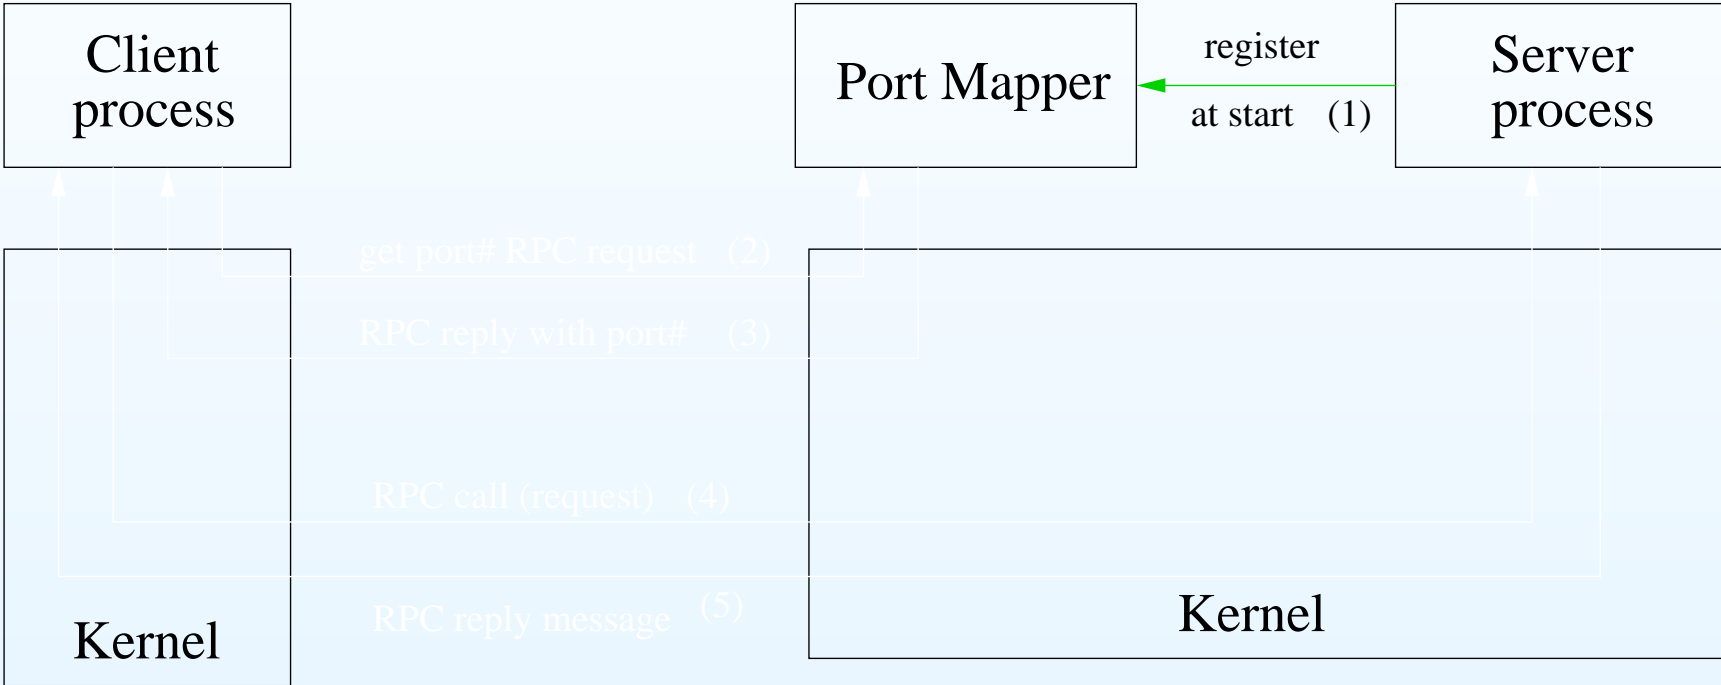 Client
process
Port Mapper
register
at start (1)
Server
process
get port# RPC request (2)
RPC reply with port# (3)
RPC call (request) (4)
RPC reply message (5)
Kernel
Kernel